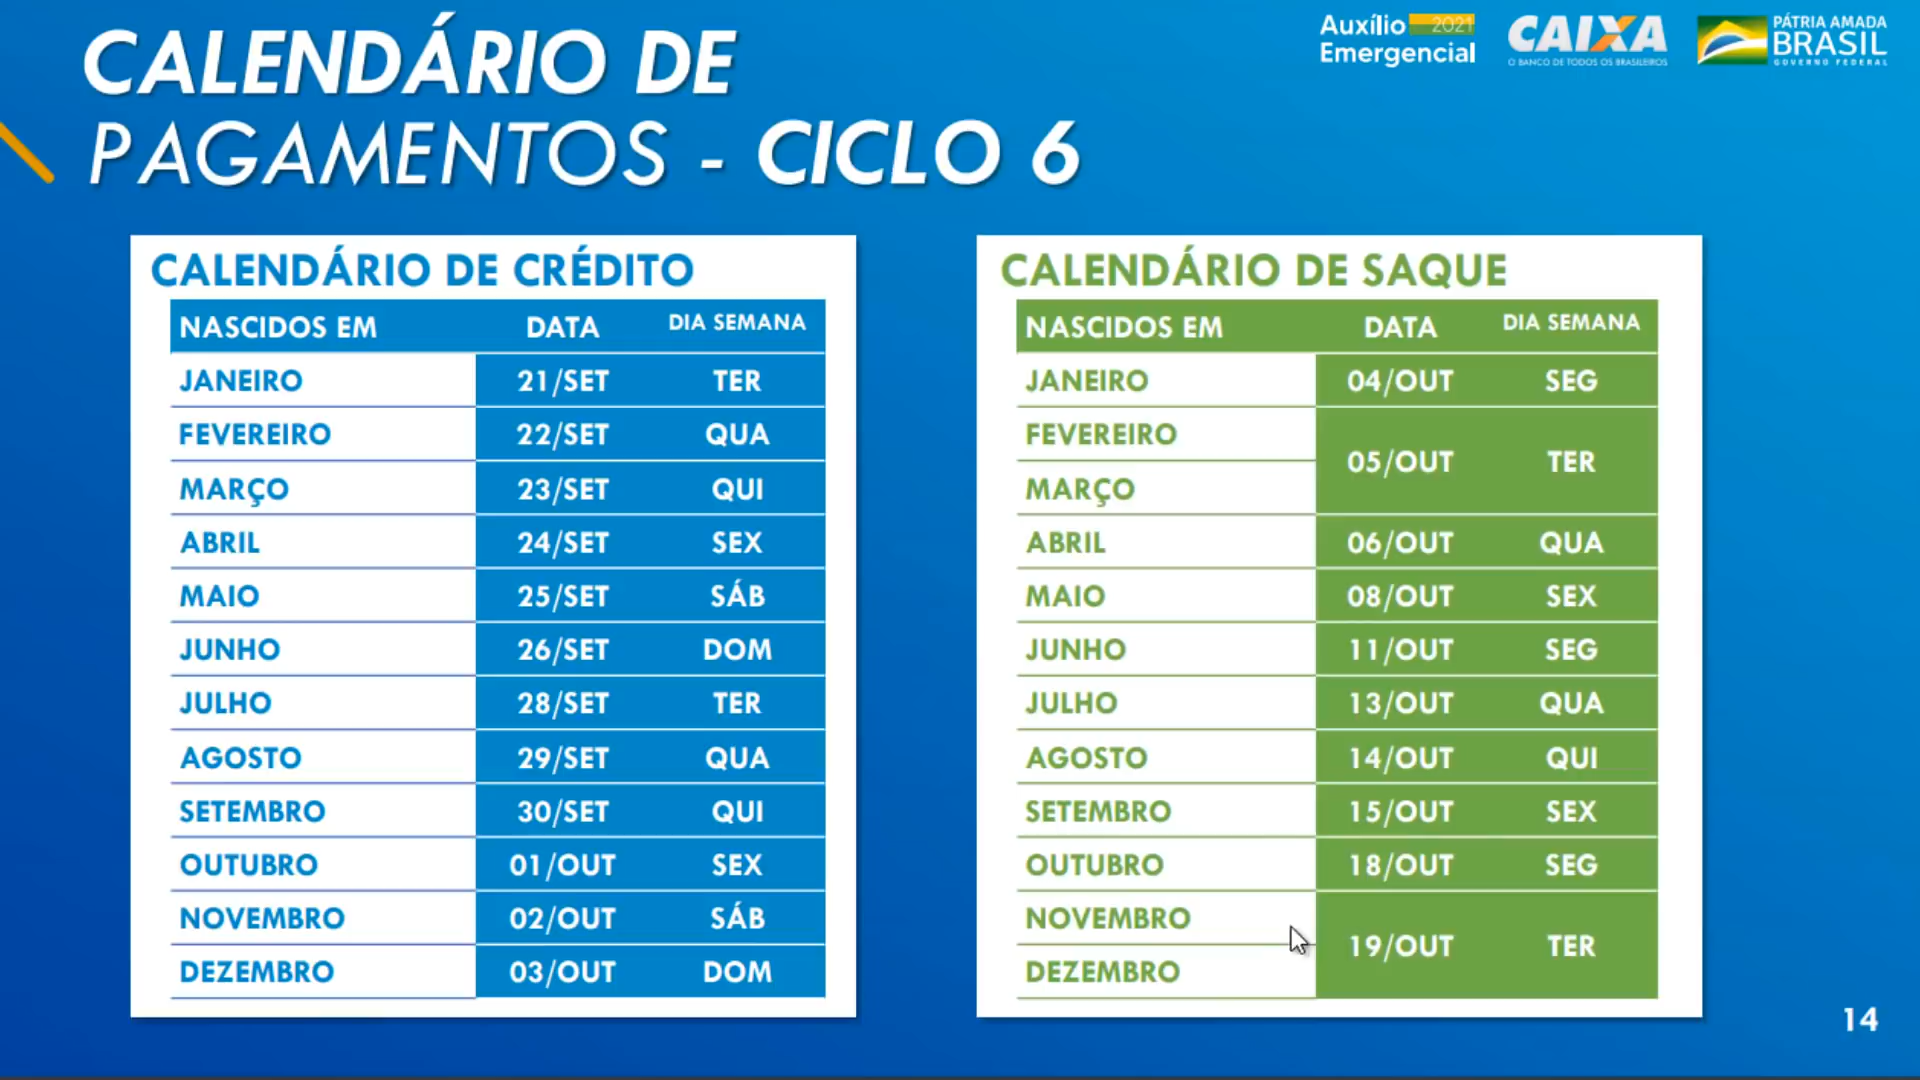 CALENDÁRIO DE
PAGAMENTOS - CICLO 6
Auxílio 2021
Emergencial
CAIXA
O BANCO DE TODOS OS BRASILEIROS
PÁTRIA AMADA
BRASIL
GOVERNO FEDERAL
CALENDÁRIO DE CRÉDITO
NASCIDOS EM DATA DIA SEMANA
JANEIRO 21/SET TER
FEVEREIRO 22/SET QUA
MARÇO 23/SET QUI
ABRIL 24/SET SEX
MAIO 25/SET SÁB
JUNHO 26/SET DOM
JULHO 28/SET TER
AGOSTO 29/SET QUA
SETEMBRO 30/SET QUI
OUTUBRO 01/OUT SEX
NOVEMBRO 02/OUT SÁB
DEZEMBRO 03/OUT DOM
CALENDÁRIO DE SAQUE
NASCIDOS EM DATA DIA SEMANA
JANEIRO 04/OUT SEG
FEVEREIRO
05/OUT TER
MARÇO
ABRIL 06/OUT QUA
MAIO 08/OUT SEX
JUNHO 11/OUT SEG
JULHO 13/OUT QUA
AGOSTO 14/OUT QUI
SETEMBRO 15/OUT SEX
OUTUBRO 18/OUT SEG
NOVEMBRO
19/OUT TER
DEZEMBRO
14